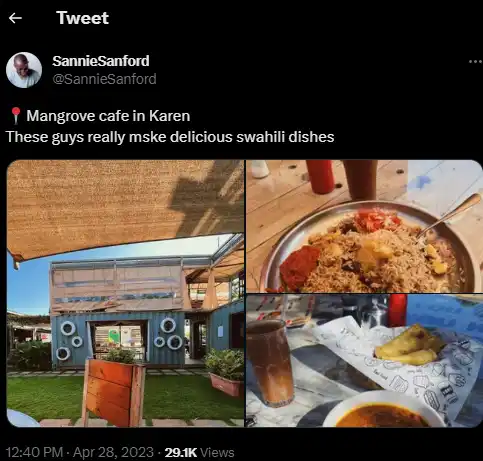 Tweet
SannieSanford
@SannieSanford
Mangrove cafe in Karen
These guys really mske delicious swahili dishes
12:40 PM · Apr 28, 2023 · 29.1K Views